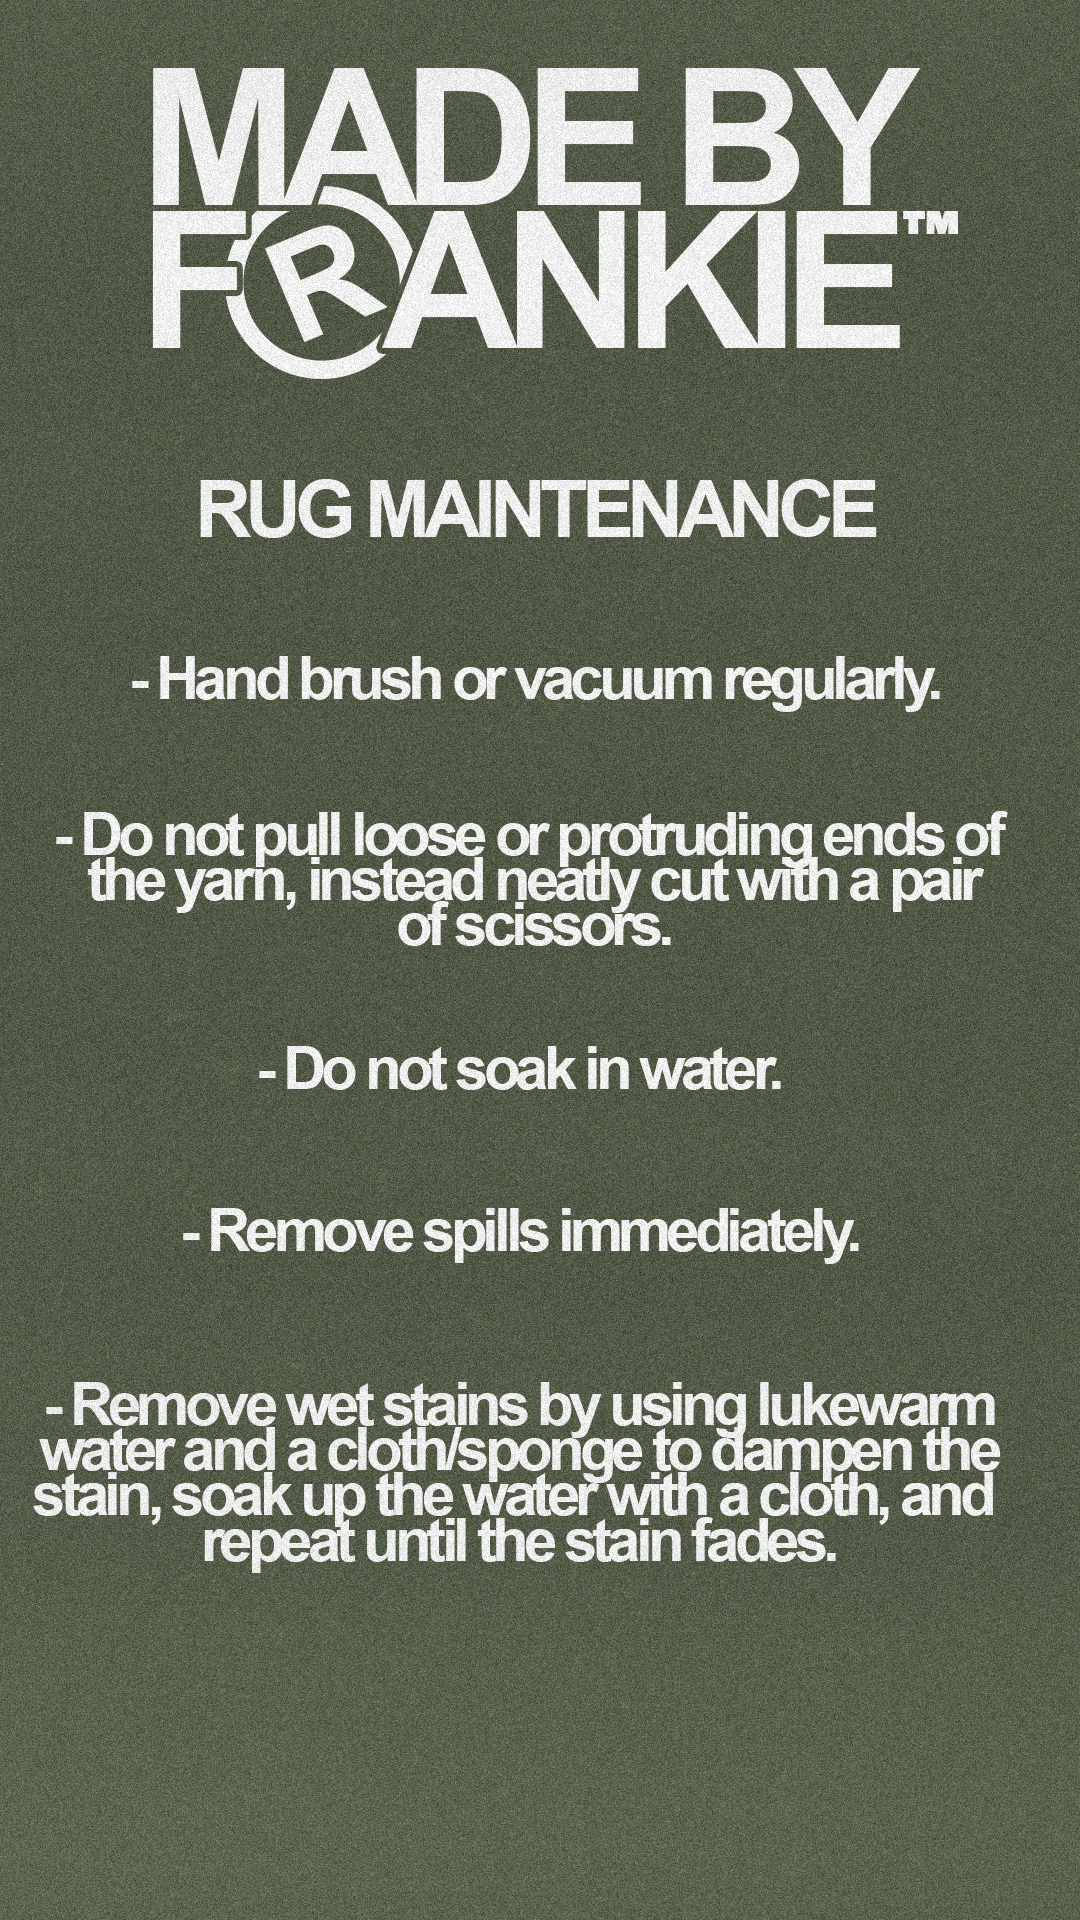 MADE BY
FRANKIE™
RUG MAINTENANCE
- Hand brush or vacuum regularly.
- Do not pull loose or protruding ends of
the yarn, instead neatly cut with a pair
of scissors.
- Do not soak in water.
- Remove spills immediately.
- Remove wet stains by using lukewarm
water and a cloth/sponge to dampen the
stain, soak up the water with a cloth, and
repeat until the stain fades.